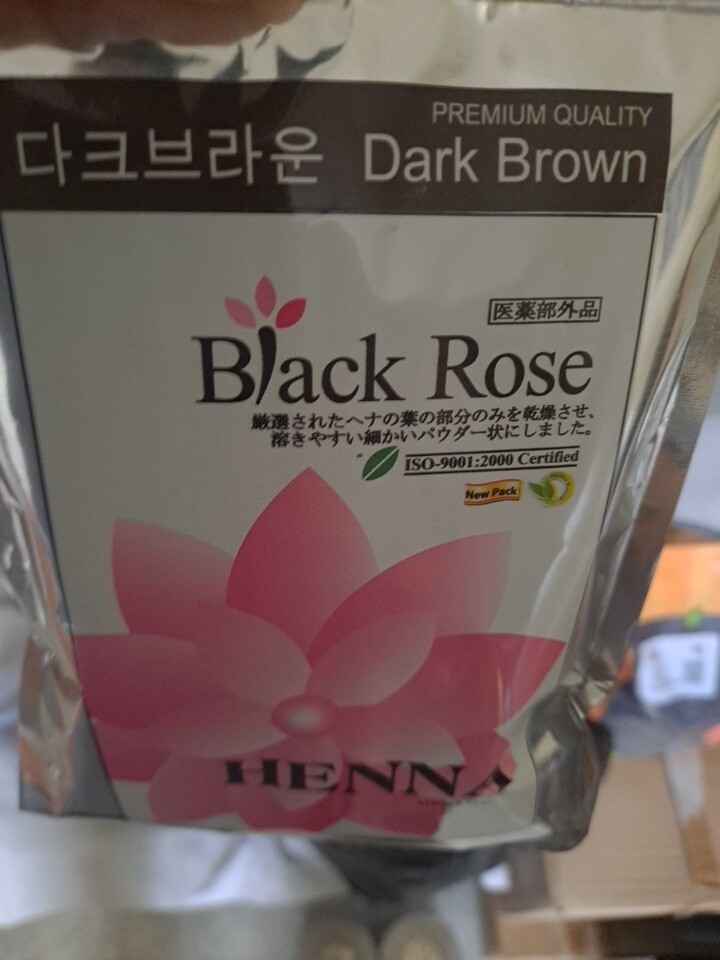 PREMIUM QUALITY
다크브라운 Dark Brown
医薬部外品
Black Rose
厳選されたヘナの葉の部分のみを乾燥させ、
溶きやすい細かいパウダー状にしました。
ISO-9001:2000 Certified
New Pack
HENNA